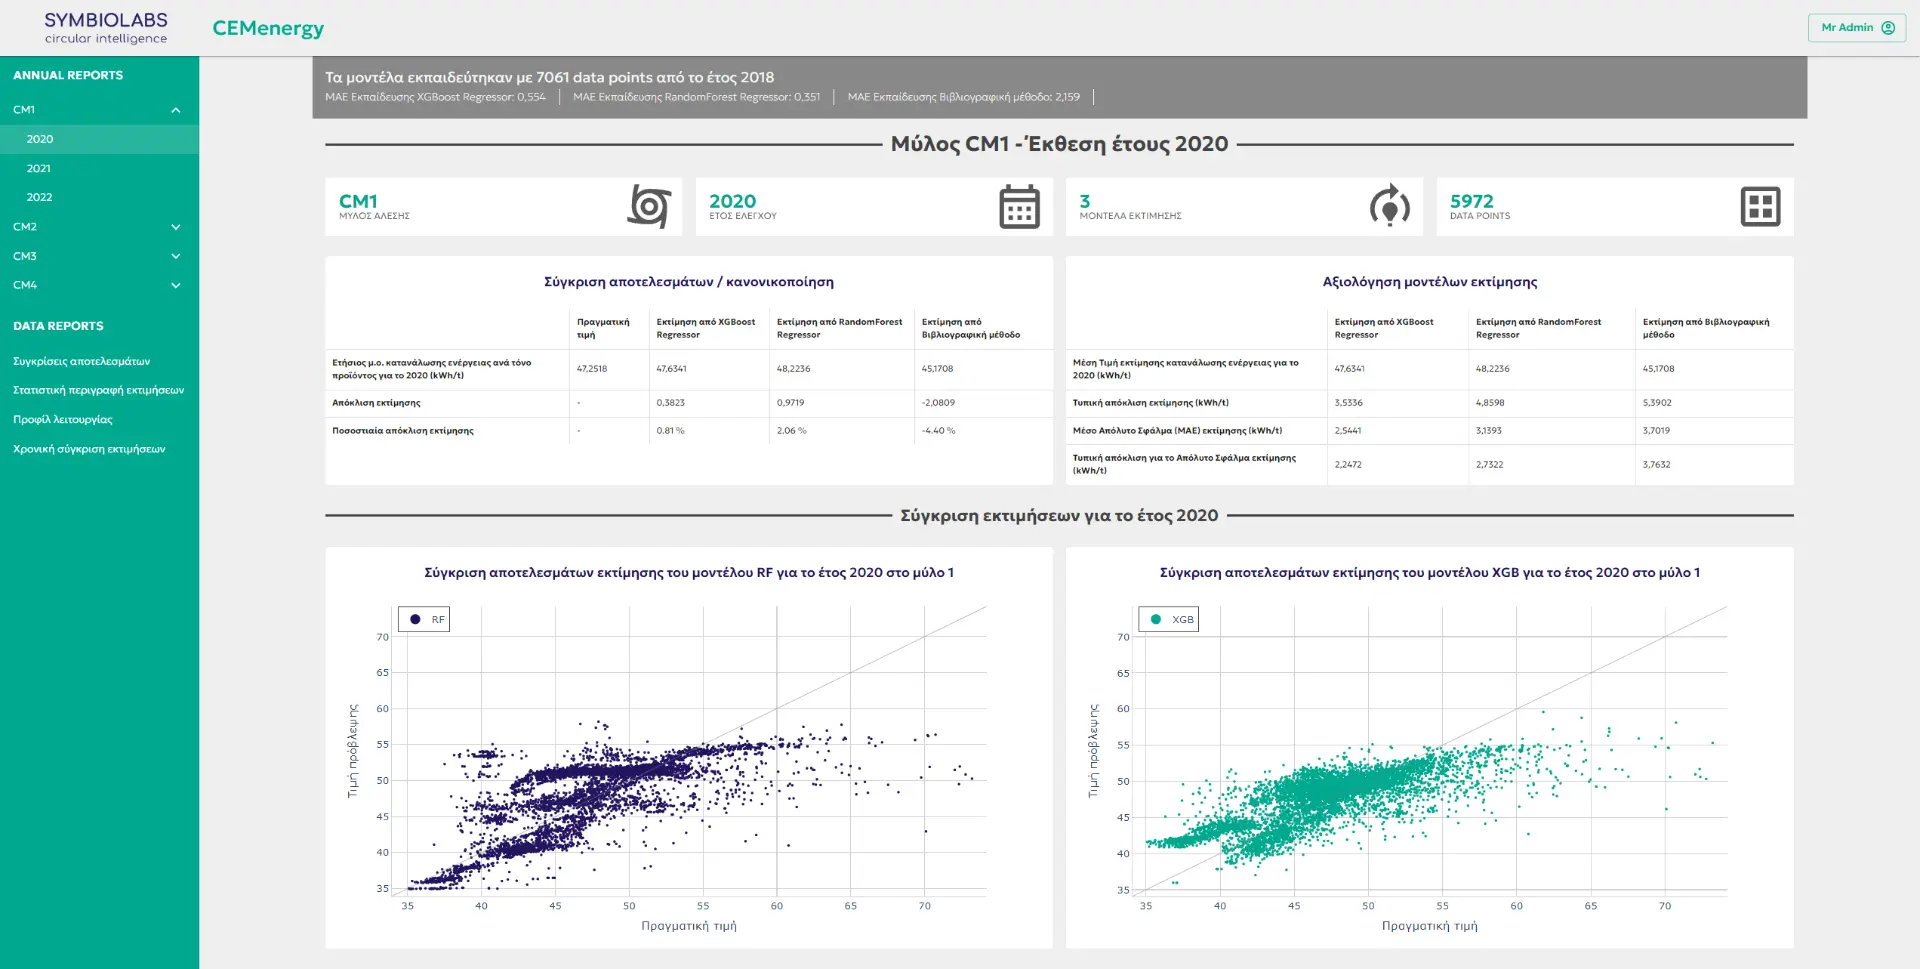 SYMBIOLABS
circular intelligence
CEMenergy
Mr Admin
ANNUAL REPORTS
CM1
2020
2021
2022
CM2
CM3
CM4
DATA REPORTS
Συγκρίσεις αποτελεσμάτων
Στατιστική περιγραφή εκτιμήσεων
Προφίλ λειτουργίας
Χρονική σύγκριση εκτιμήσεων
Τα μοντέλα εκπαιδεύτηκαν με 7061 data points από το έτος 2018
ΜΑΕ Εκπαίδευσης XGBoost Regressor: 0,554 ΜΑΕ Εκπαίδευσης RandomForest Regressor: 0,351 ΜΑΕ Εκπαίδευσης Βιβλιογραφική μέθοδο: 2,159
Μύλος CM1 - Έκθεση έτους 2020
CM1
ΜΥΛΟΣ ΑΛΕΣΗΣ
2020
ΕΤΟΣ ΕΛΕΓΧΟΥ
3
ΜΟΝΤΕΛΑ ΕΚΤΙΜΗΣΗΣ
5972
DATA POINTS
Σύγκριση αποτελεσμάτων / κανονικοποίηση
Πραγματική τιμή
Εκτίμηση από XGBoost Regressor
Εκτίμηση από RandomForest Regressor
Εκτίμηση από Βιβλιογραφική μέθοδο
Ετήσιος μ.ο. κατανάλωσης ενέργειας ανά τόνο προϊόντος για το 2020 (kWh/t) 47,2518 47,6341 48,2236 45,1708
Απόκλιση εκτίμησης - 0,3823 0,9719 -2,0809
Ποσοστιαία απόκλιση εκτίμησης - 0.81 % 2.06 % -4.40 %
Αξιολόγηση μοντέλων εκτίμησης
Εκτίμηση από XGBoost Regressor
Εκτίμηση από RandomForest Regressor
Εκτίμηση από Βιβλιογραφική μέθοδο
Μέση Τιμή εκτίμησης κατανάλωσης ενέργειας για το 2020 (kWh/t) 47,6341 48,2236 45,1708
Τυπική απόκλιση εκτίμησης (kWh/t) 3,5336 4,8598 5,3902
Μέσο Απόλυτο Σφάλμα (ΜΑΕ) εκτίμησης (kWh/t) 2,5441 3,1393 3,7019
Τυπική απόκλιση για το Απόλυτο Σφάλμα εκτίμησης (kWh/t) 2,2472 2,7322 3,7632
Σύγκριση εκτιμήσεων για το έτος 2020
Σύγκριση αποτελεσμάτων εκτίμησης του μοντέλου RF για το έτος 2020 στο μύλο 1
RF
70
65
60
55
50
45
40
35
Τιμή πρόβλεψης
35 40 45 50 55 60 65 70
Πραγματική τιμή
Σύγκριση αποτελεσμάτων εκτίμησης του μοντέλου XGB για το έτος 2020 στο μύλο 1
XGB
70
65
60
55
50
45
40
35
Τιμή πρόβλεψης
35 40 45 50 55 60 65 70
Πραγματική τιμή